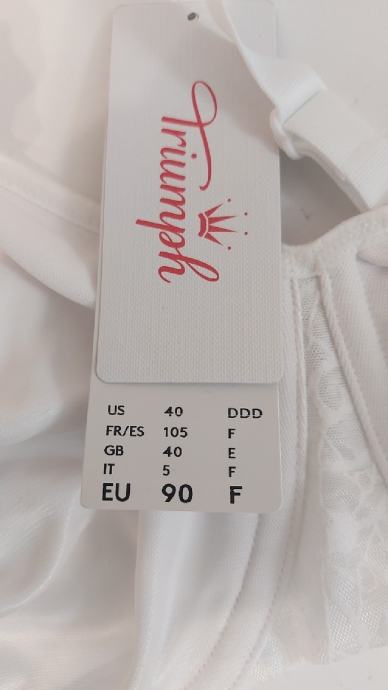 Triumph
US 40 DDD
FR/ES 105 F
GB 40 E
IT 5 F
EU 90 F